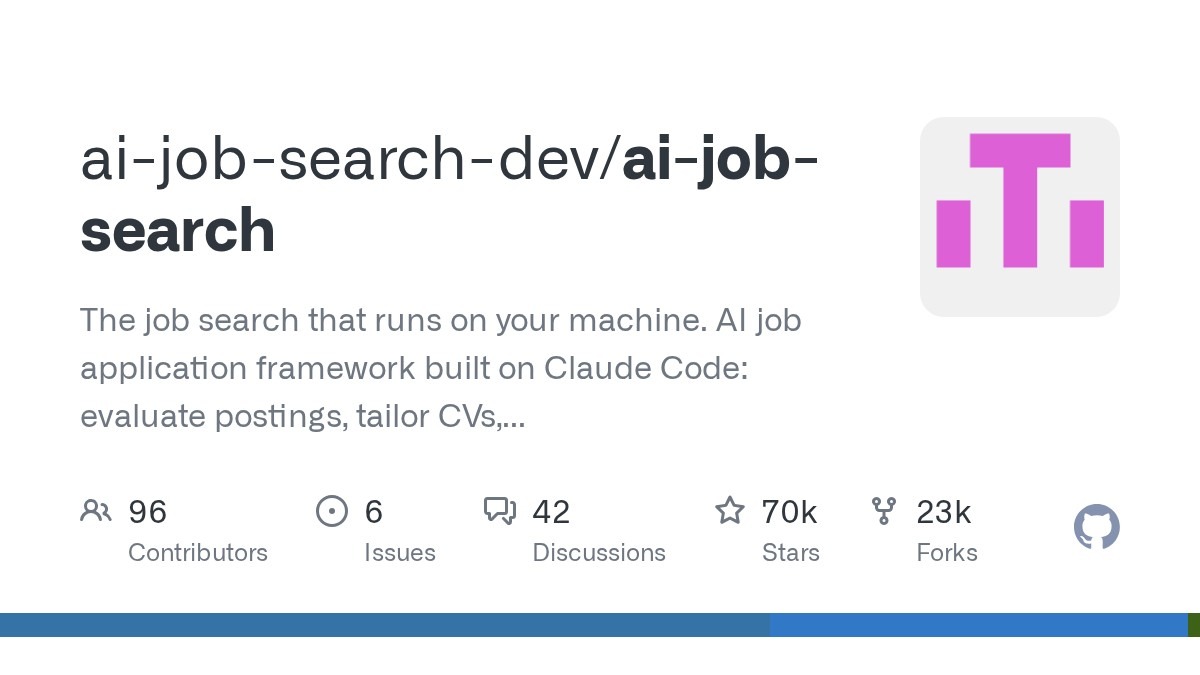 ai-job-search-dev/ai-job-
search
The job search that runs on your machine. AI job
application framework built on Claude Code:
evaluate postings, tailor CVs,...
96 6 42 70k 23k
Contributors Issues Discussions Stars Forks